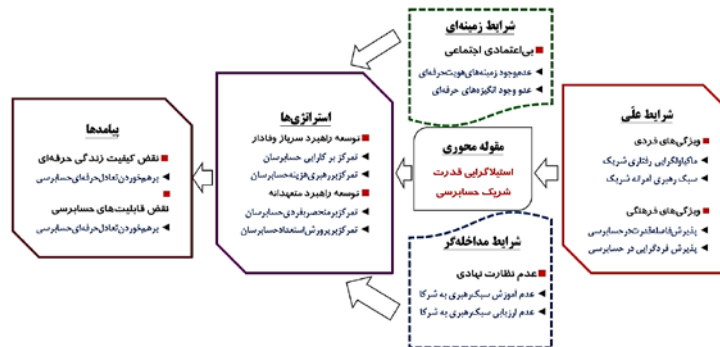 شرایط علّی
ویژگی‌های فردی
ماکیاولگرایی رفتاری شریک
سبک رهبری آمرانه شریک
ویژگی‌های فرهنگی
پذیرش فاصله قدرت در حسابرسی
پذیرش فردگرایی در حسابرسی
شرایط زمینه‌ای
بی‌اعتمادی اجتماعی
عدم وجود زمینه‌های هویت حرفه‌ای
عدو وجود انگیزه‌های حرفه‌ای
مقوله محوری
استیلاگرایی قدرت
شریک حسابرسی
شرایط مداخله‌گر
عدم نظارت نهادی
عدم آموزش سبک رهبری به شرکا
عدم ارزیابی سبک رهبری به شرکا
استراتژی‌ها
توسعه راهبرد سرباز وفادار
تمرکز بر کارایی حسابرسان
تمرکز بر رهبری هزینه حسابرسان
توسعه راهبرد متعهدانه
تمرکز بر منحصربفردی حسابرسان
تمرکز بر پرورش استعداد حسابرسان
پیامدها
نقض کیفیت زندگی حرفه‌ای
برهم خوردن تعادل حرفه‌ای حسابرسی
نقض قابلیت‌های حسابرسی
برهم خوردن تعادل حرفه‌ای حسابرسی